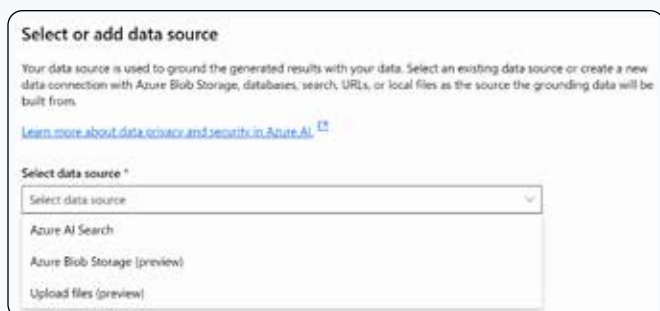 Select or add data source
Your data source is used to ground the generated results with your data. Select an existing data source or create a new
data connection with Azure Blob Storage, databases, search, URLs, or local files as the source the grounding data will be
built from.
Learn more about data privacy and security in Azure AI.
Select data source *
Select data source
Azure AI Search
Azure Blob Storage (preview)
Upload files (preview)